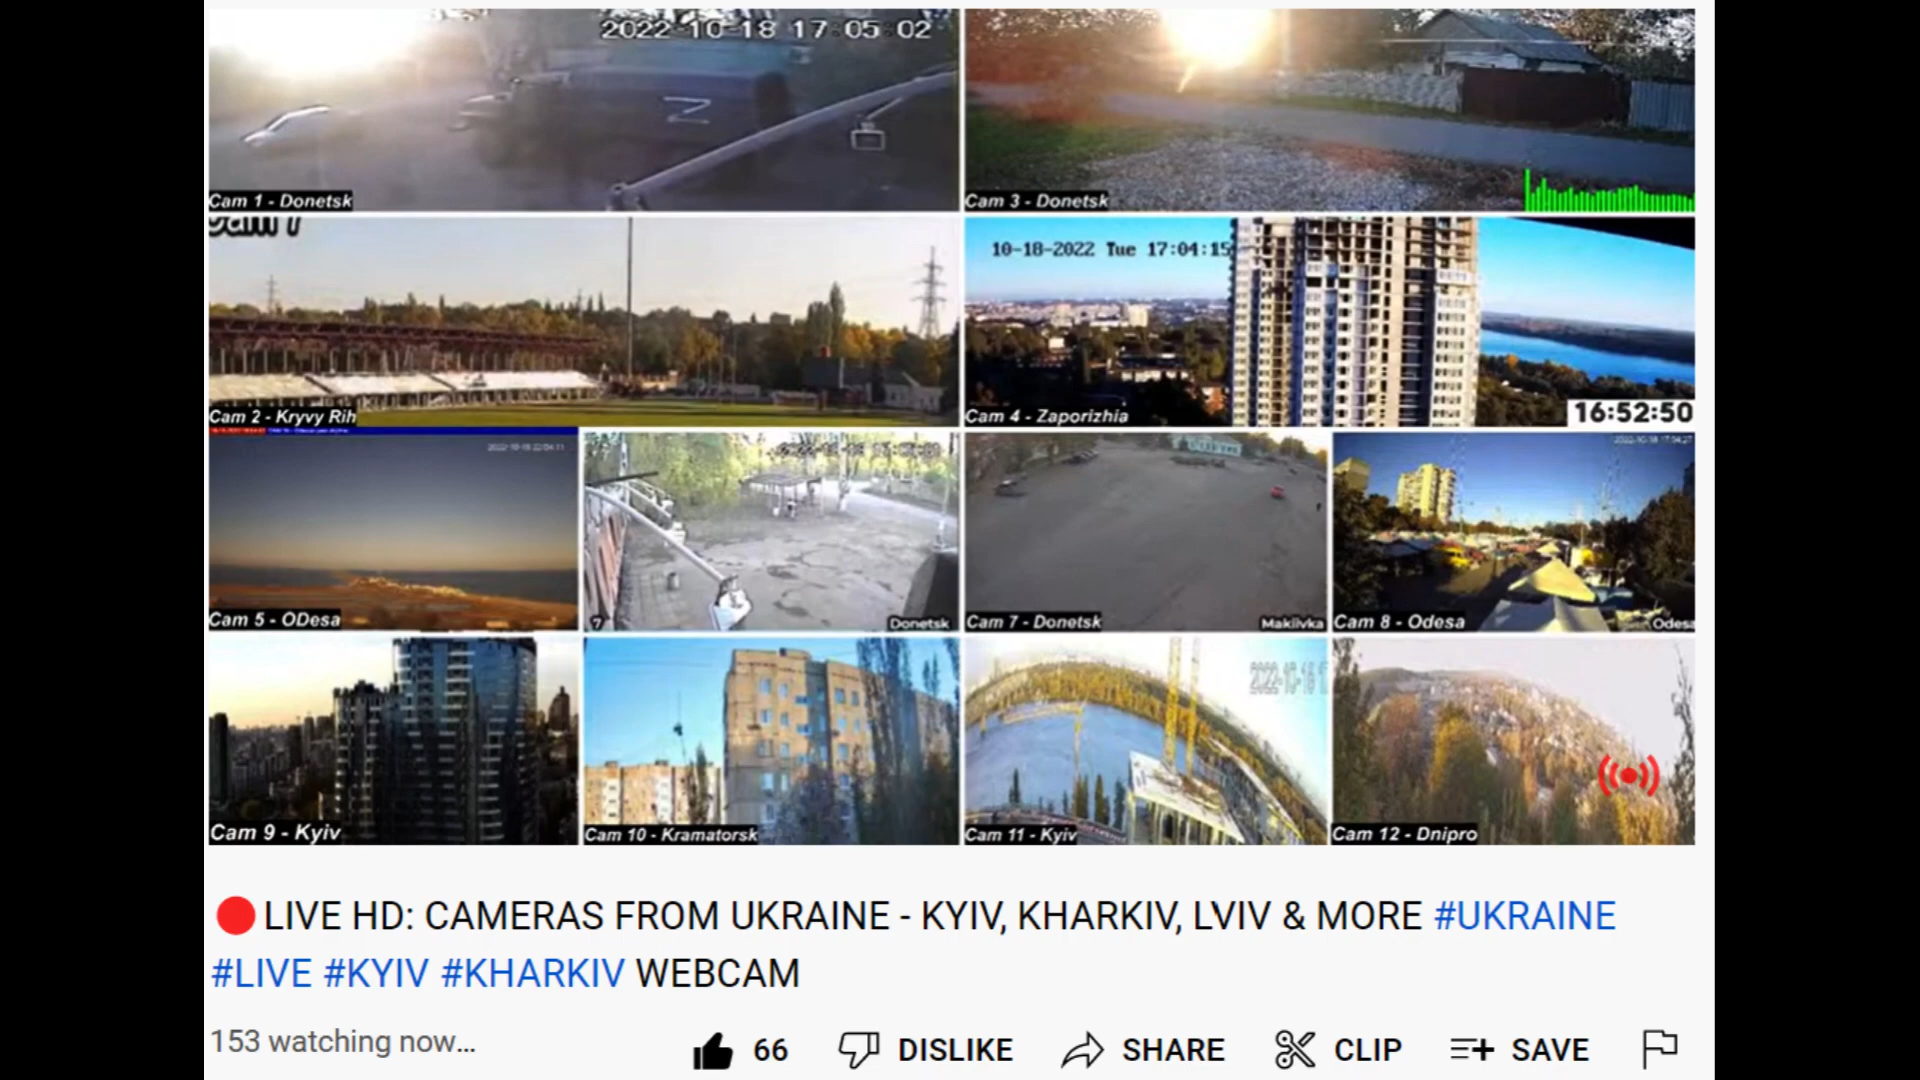 2022-10-18 17:05:02
Z
Cam 1 - Donetsk
Cam 3 - Donetsk
Cam 1
10-18-2022 Tue 17:04:15
Cam 2 - Kryvy Rih
Cam 4 - Zaporizhia
16:52:50
Cam 5 - ODesa
7
Donetsk
Cam 7 - Donetsk
Makiivka
Cam 8 - Odesa
Odesa
Cam 9 - Kyiv
Cam 10 - Kramatorsk
Cam 11 - Kyiv
Cam 12 - Dnipro
LIVE HD: CAMERAS FROM UKRAINE - KYIV, KHARKIV, LVIV & MORE #UKRAINE
#LIVE #KYIV #KHARKIV WEBCAM
153 watching now...
66
DISLIKE
SHARE
CLIP
SAVE